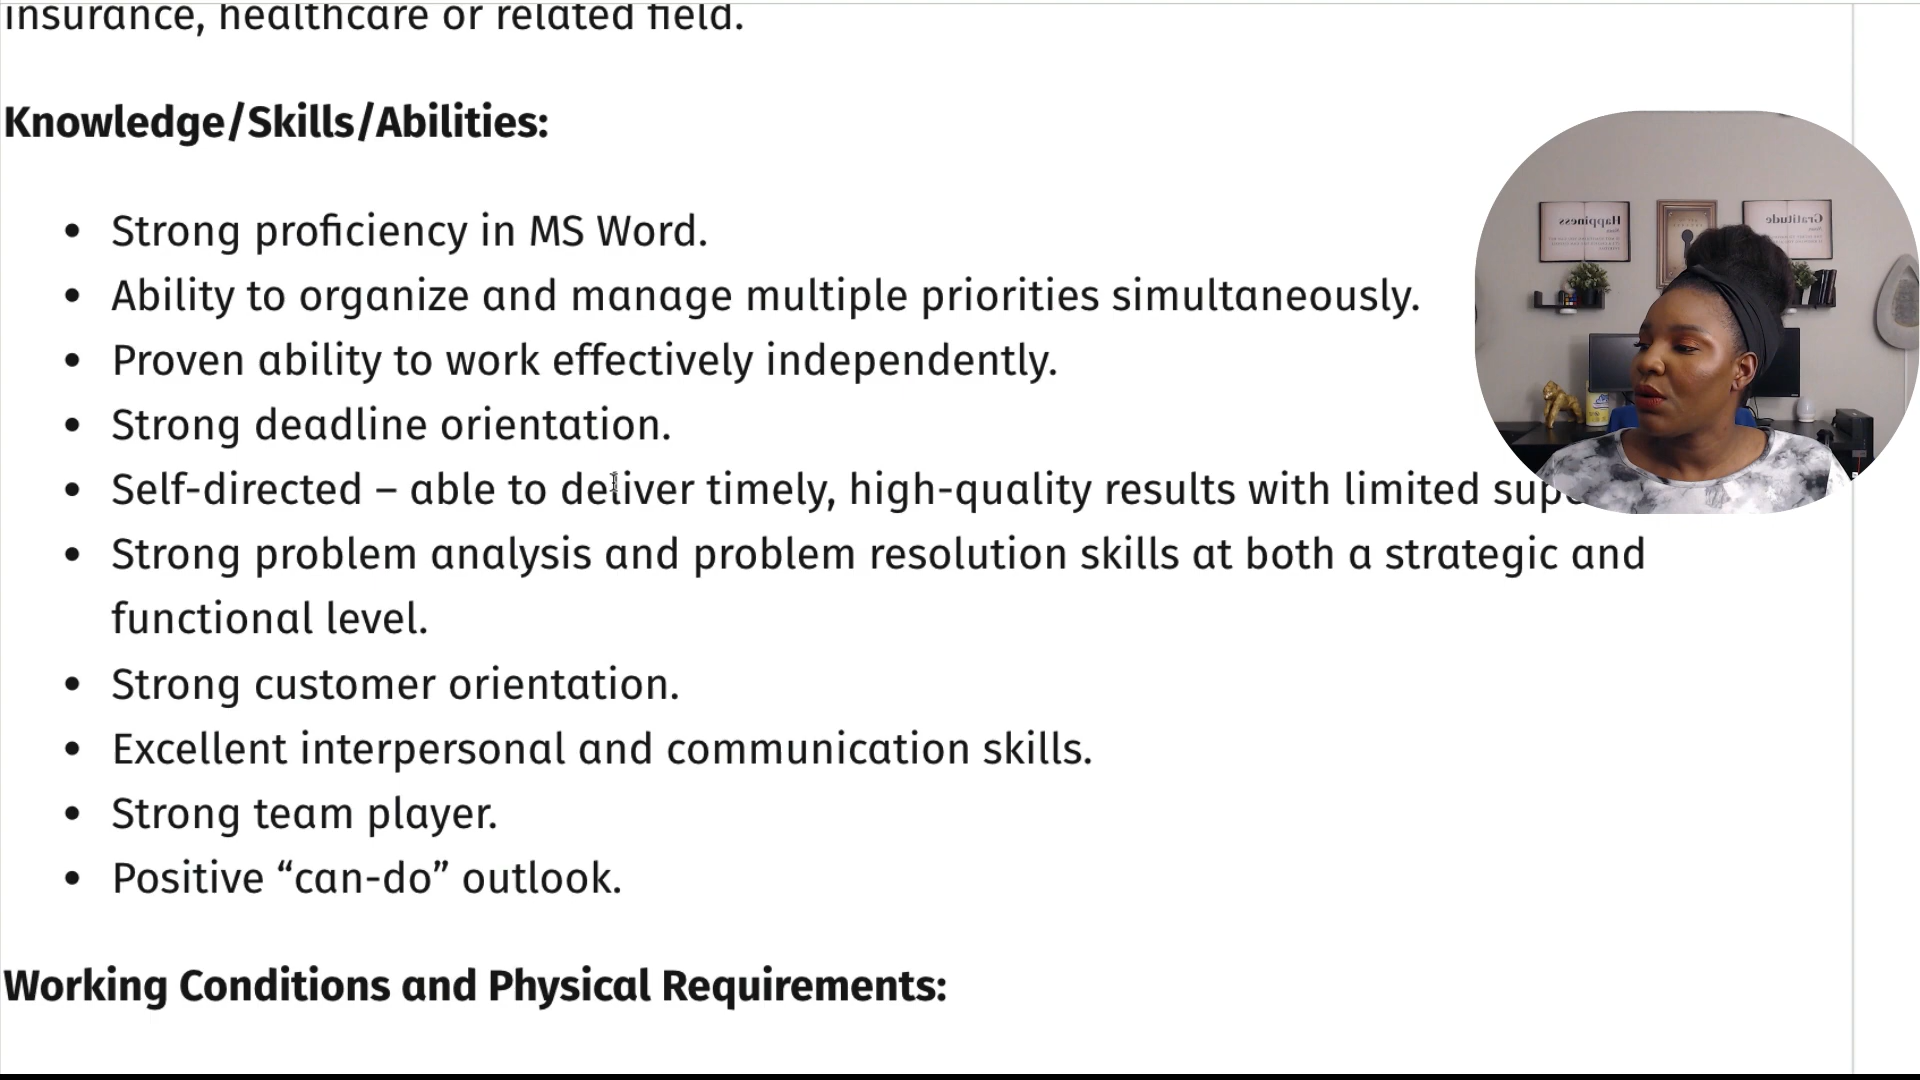 insurance, healthcare or related field.
Knowledge/Skills/Abilities:
• Strong proficiency in MS Word.
• Ability to organize and manage multiple priorities simultaneously.
• Proven ability to work effectively independently.
• Strong deadline orientation.
• Self-directed – able to deliver timely, high-quality results with limited
• Strong problem analysis and problem resolution skills at both a strategic and
functional level.
• Strong customer orientation.
• Excellent interpersonal and communication skills.
• Strong team player.
• Positive “can-do” outlook.
Working Conditions and Physical Requirements:
Happiness
Gratitude